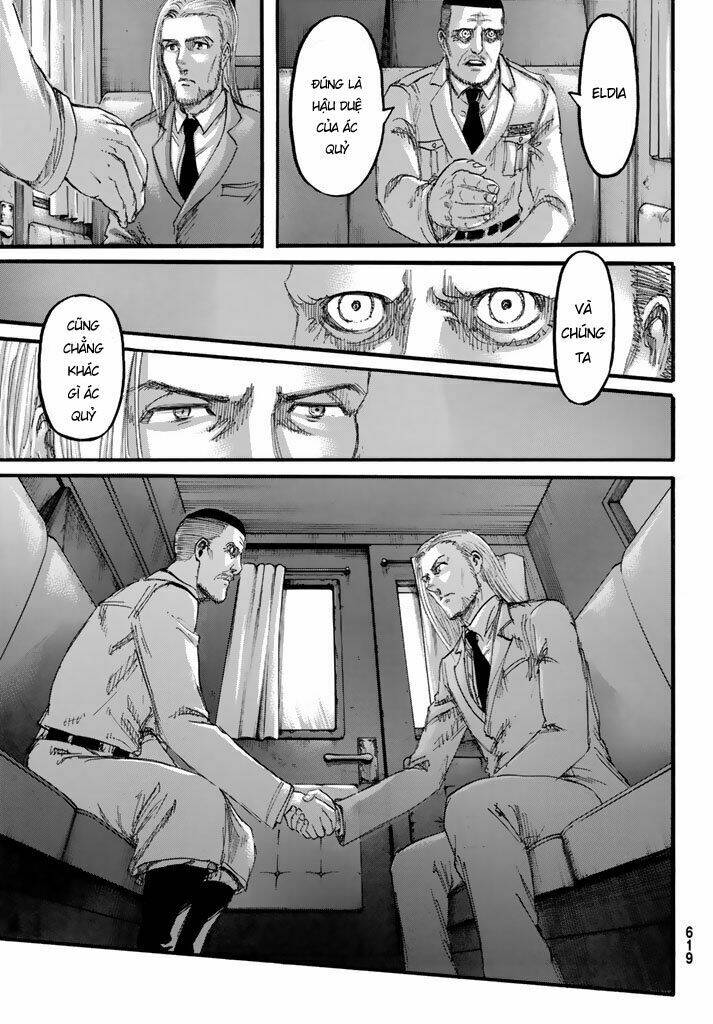 ELDIA
ĐÚNG LÀ
HẬU DUỆ
CỦA ÁC
QUỶ
VÀ
CHÚNG
TA
CŨNG
CHẲNG
KHÁC
GÌ ÁC
QUỶ
619